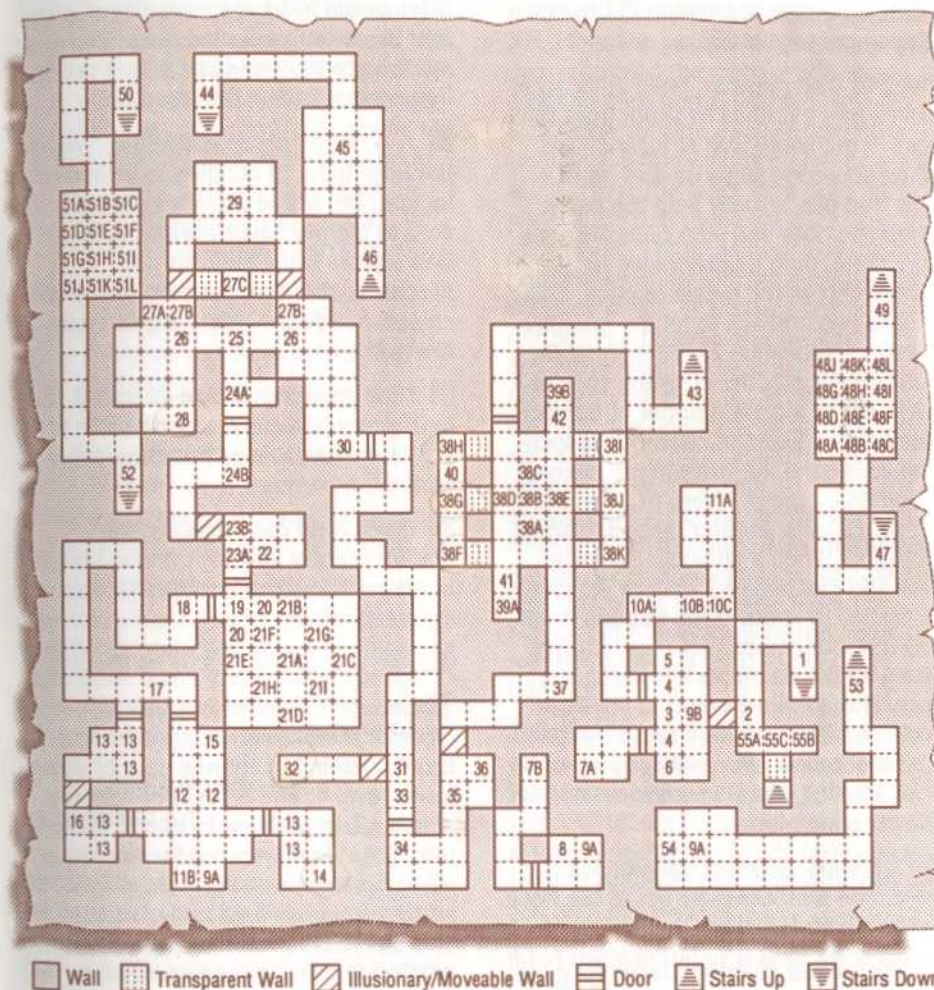 50 44
45
51A 51B 51C 29
51D 51E 51F
51G 51H 51I 46
51J 51K 51L 27C
27A 27B 27B 49
26 25 26
48J 48K 48L
24A 39B 43 48G 48H 48I
28 42 48D 48E 48F
30 38H 38I 48A 48B 48C
52 24B 40 38C
38G 38D 38B 38E 38J 11A
23B 38A
23A 22 38F 38K 47
41
18 19 20 21B 39A 10A 10B 10C
20 21F 21G
21E 21A 21C 5 1 53
17 21H 21I 37 4
21D 3 9B 2
13 13 15 4 55A 55C 55B
13 32 31 36 7B 7A 6
12 12 33 35
16 13 13
13 13 34 8 9A 54 9A
11B 9A 14
Wall Transparent Wall Illusionary/Moveable Wall Door Stairs Up Stairs Down